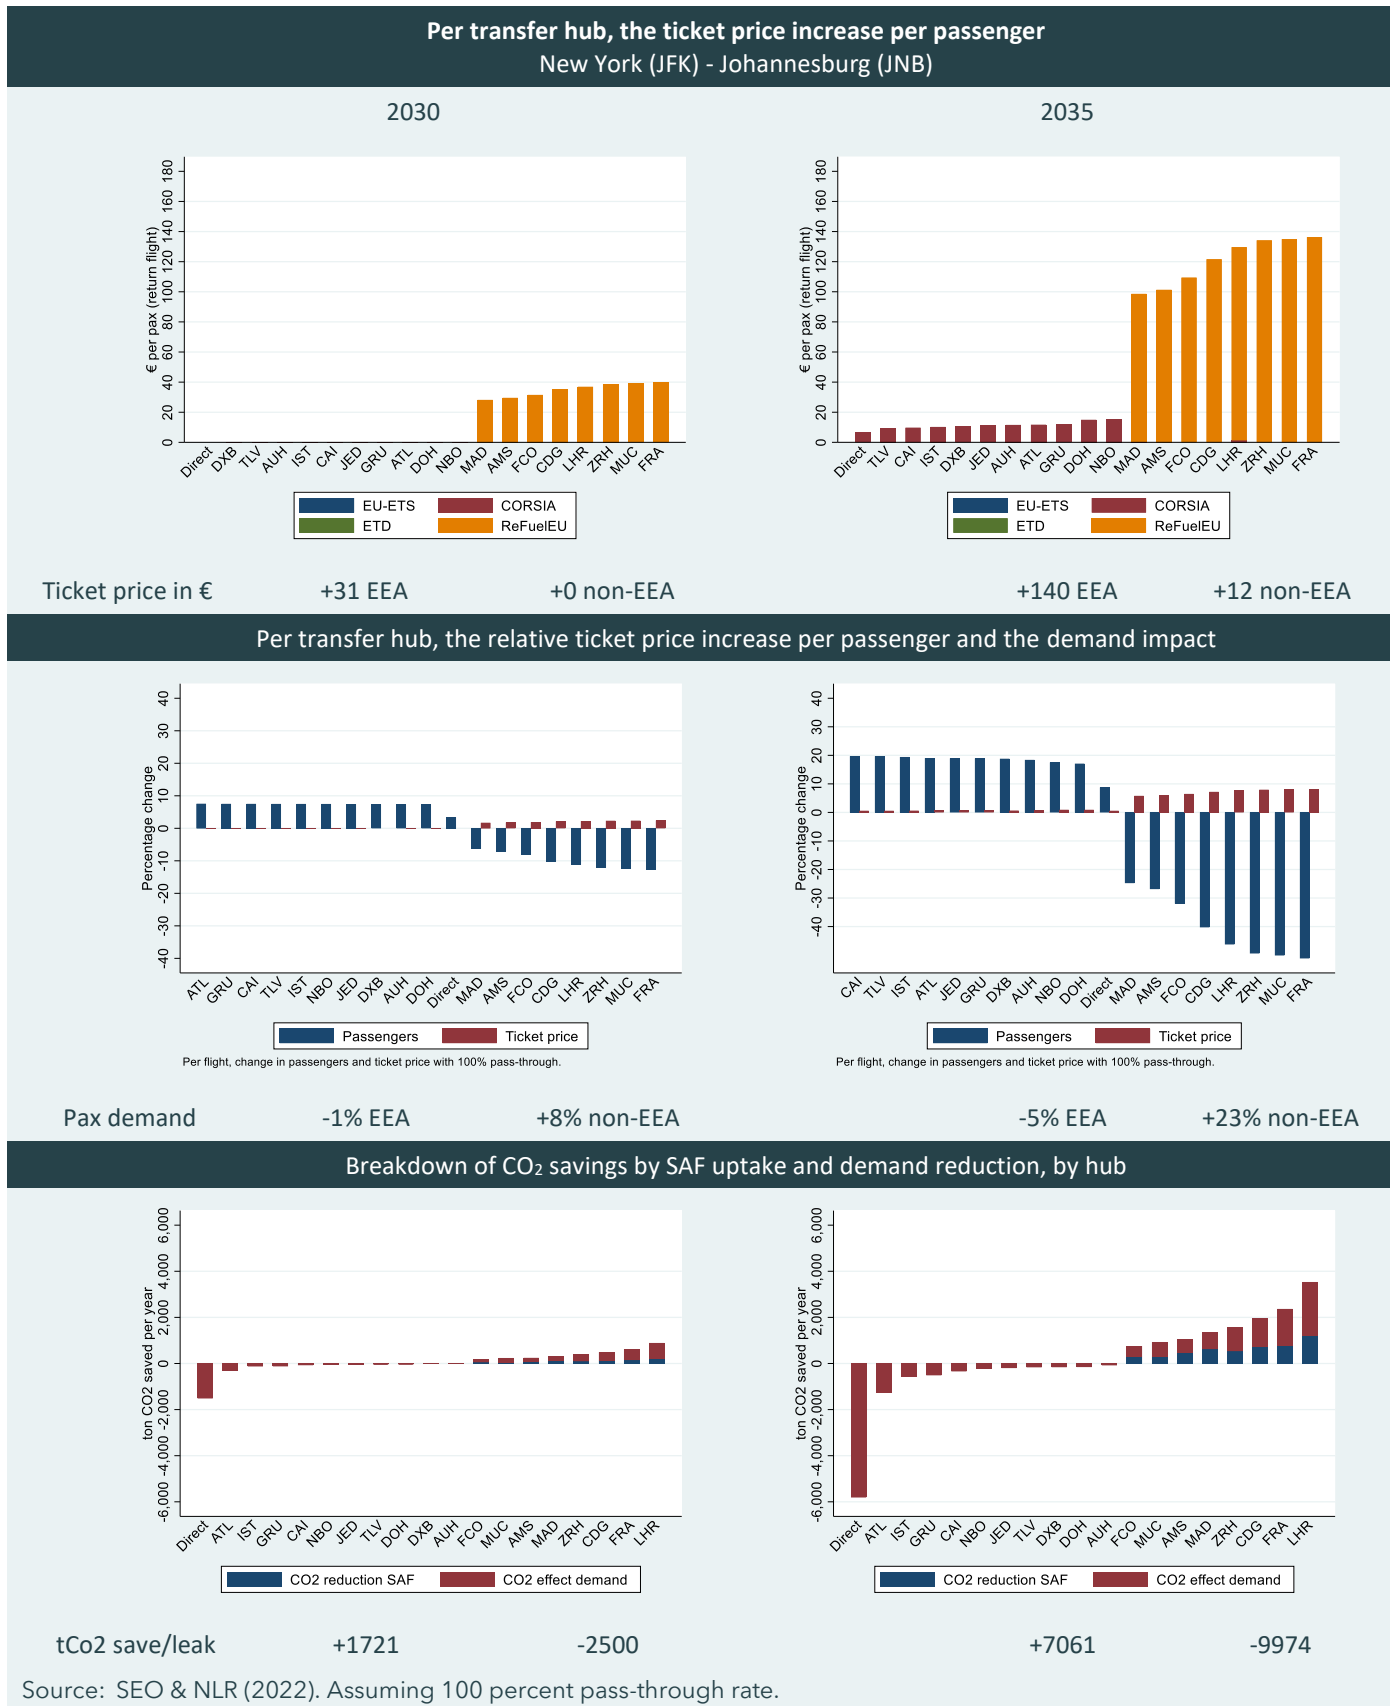 Per transfer hub, the ticket price increase per passenger
New York (JFK) - Johannesburg (JNB)
2030
€ per pax (return flight)
0 20 40 60 80 100 120 140 160 180
Direct DXB TLV AUH IST CAI JED GRU ATL DOH NBO MAD AMS FCO CDG LHR ZRH MUC FRA
EU-ETS CORSIA
ETD ReFuelEU
2035
€ per pax (return flight)
0 20 40 60 80 100 120 140 160 180
Direct TLV CAI IST DXB JED AUH ATL GRU DOH NBO MAD AMS FCO CDG LHR ZRH MUC FRA
EU-ETS CORSIA
ETD ReFuelEU
Ticket price in € +31 EEA +0 non-EEA +140 EEA +12 non-EEA
Per transfer hub, the relative ticket price increase per passenger and the demand impact
Percentage change
-40 -30 -20 -10 0 10 20 30 40
ATL GRU CAI TLV IST NBO JED DXB AUH DOH Direct MAD AMS FCO CDG LHR ZRH MUC FRA
Passengers Ticket price
Per flight, change in passengers and ticket price with 100% pass-through.
Percentage change
-40 -30 -20 -10 0 10 20 30 40
CAI TLV IST ATL JED GRU DXB AUH NBO DOH Direct MAD AMS FCO CDG LHR ZRH MUC FRA
Passengers Ticket price
Per flight, change in passengers and ticket price with 100% pass-through.
Pax demand -1% EEA +8% non-EEA -5% EEA +23% non-EEA
Breakdown of CO₂ savings by SAF uptake and demand reduction, by hub
ton CO2 saved per year
-6,000 -4,000 -2,000 0 2,000 4,000 6,000
Direct ATL IST GRU CAI NBO JED TLV DOH DXB AUH FCO MUC AMS MAD ZRH CDG FRA LHR
CO2 reduction SAF CO2 effect demand
ton CO2 saved per year
-6,000 -4,000 -2,000 0 2,000 4,000 6,000
Direct ATL IST GRU CAI NBO JED TLV DXB DOH AUH FCO MUC AMS MAD ZRH CDG FRA LHR
CO2 reduction SAF CO2 effect demand
tCo2 save/leak +1721 -2500 +7061 -9974
Source: SEO & NLR (2022). Assuming 100 percent pass-through rate.